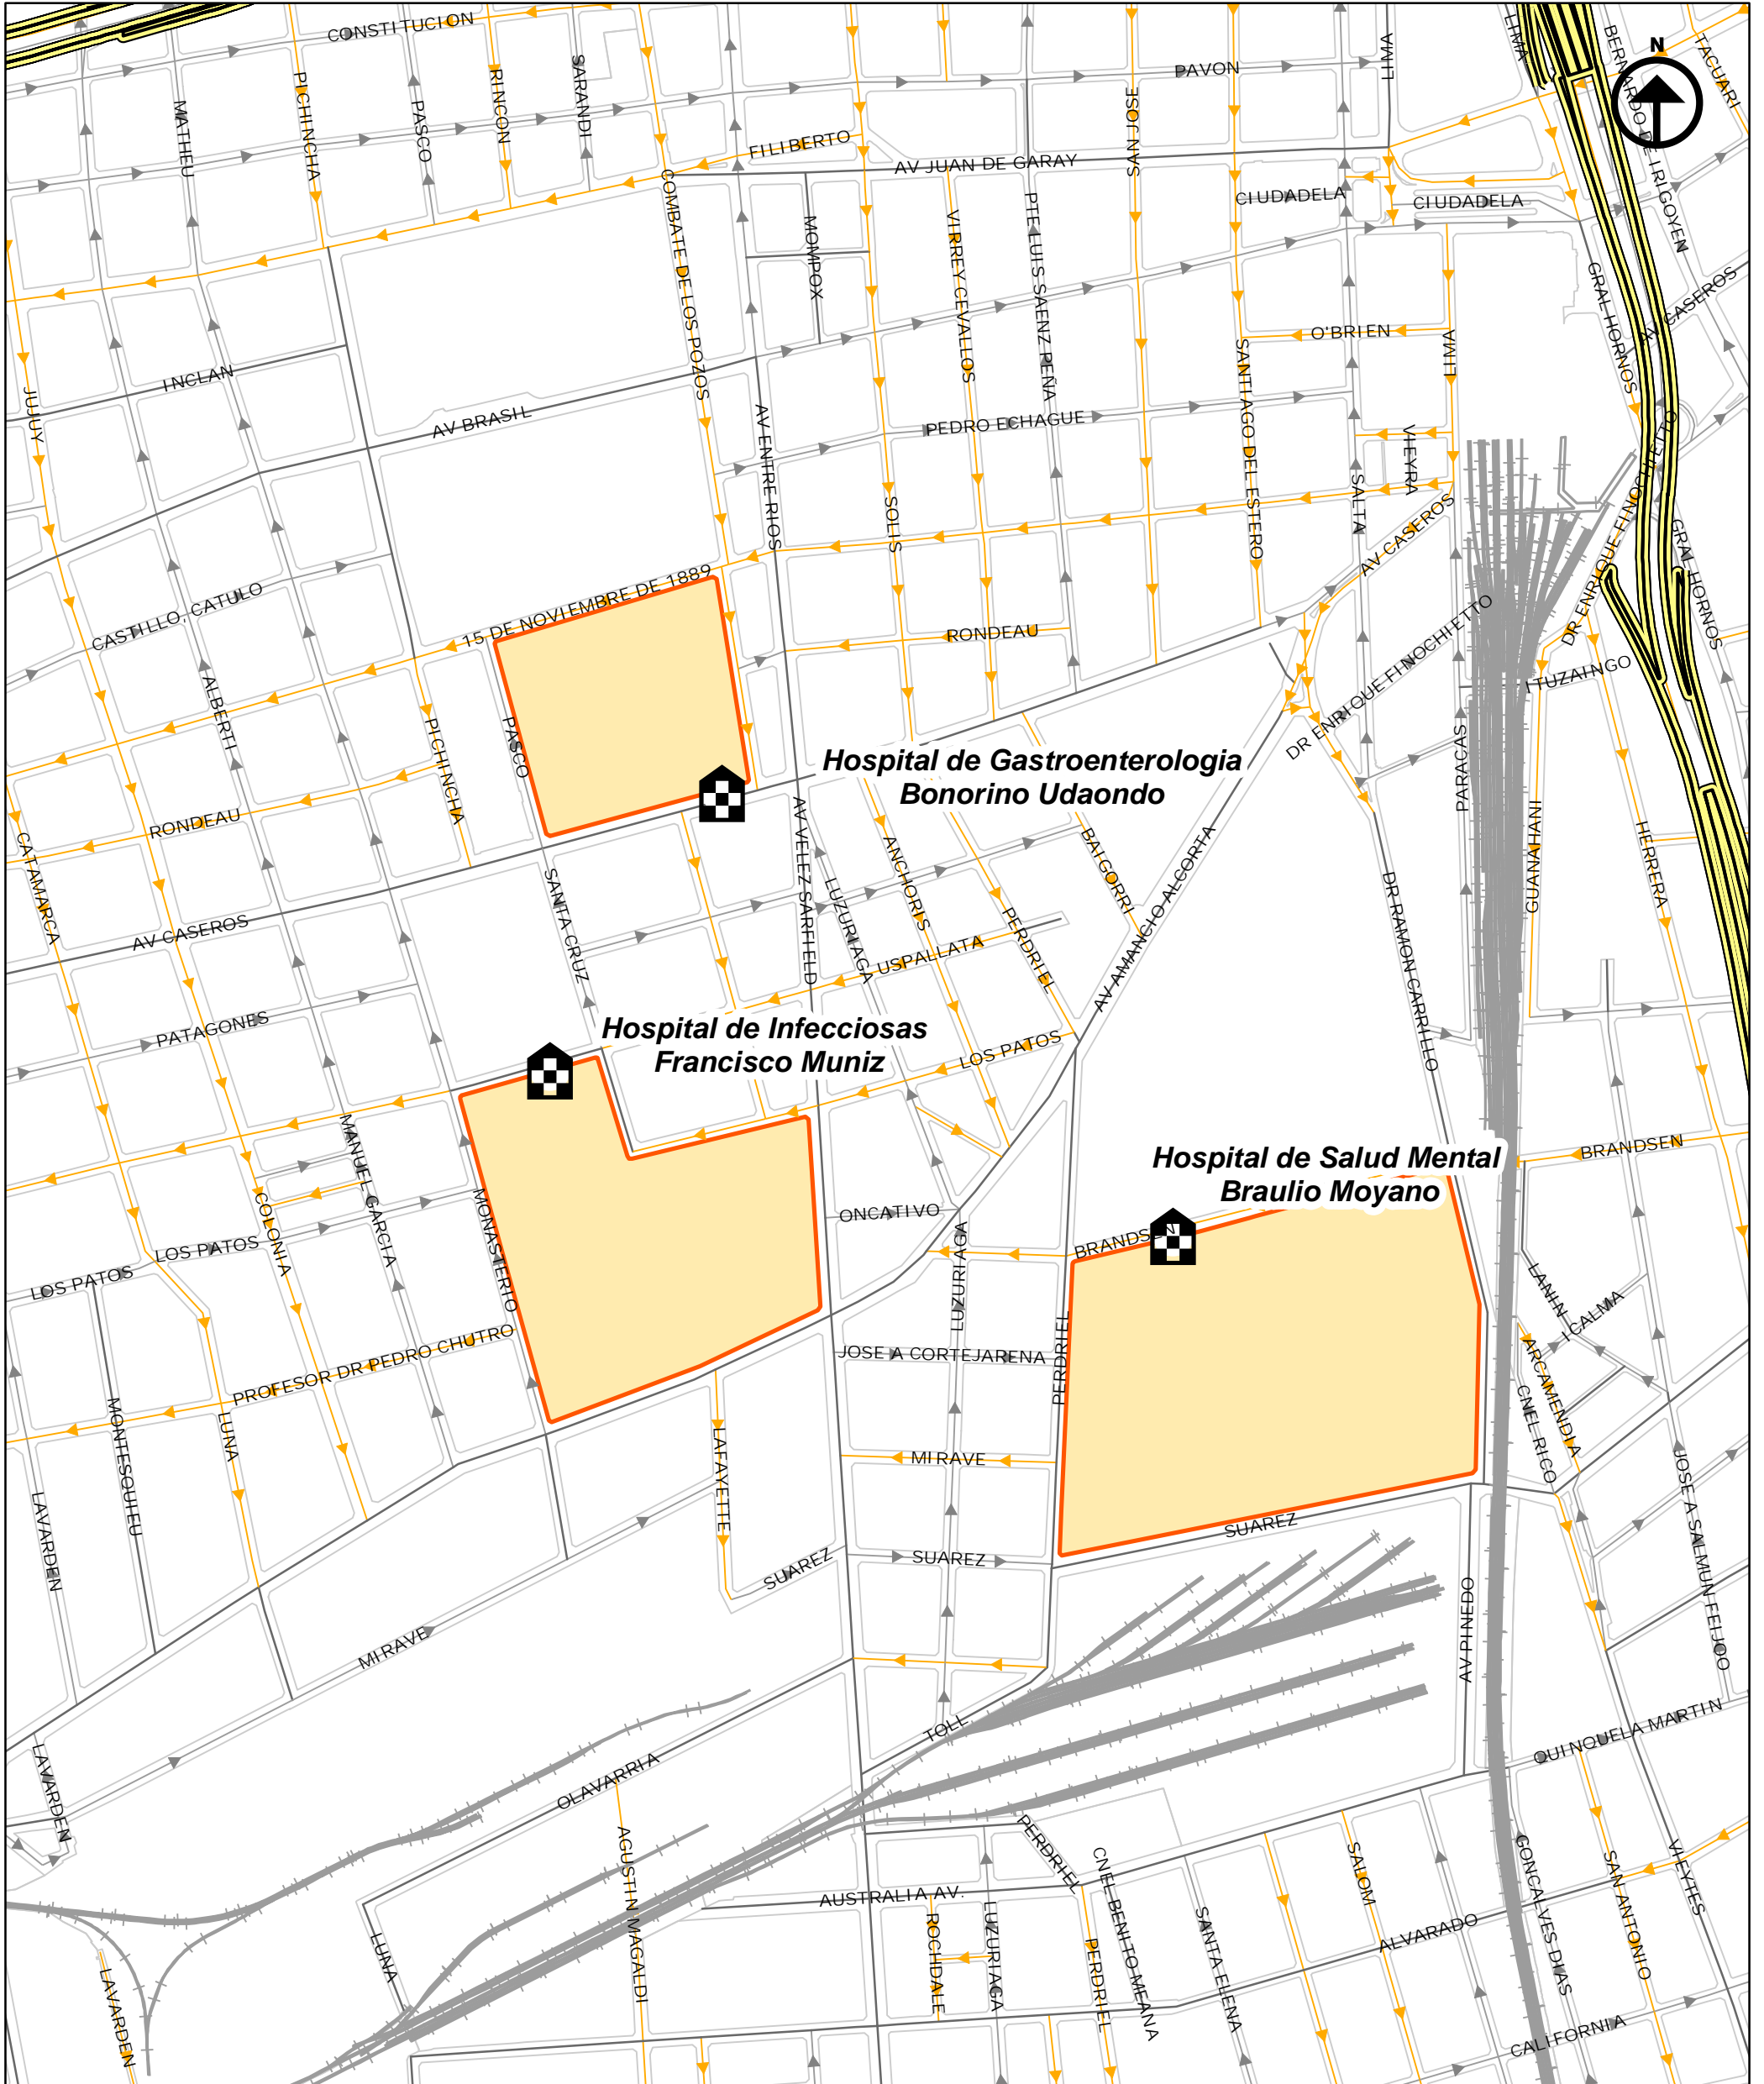 CONSTITUCION
PAVON
LIMA
LIMA
BERNARDO DE IRIGOYEN
TACUARI
N
MATHEU
PICHINCHA
PASCO
RINCON
SARANDI
COMBATE DE LOS POZOS
FILIBERTO
AV JUAN DE GARAY
SAN JOSE
CIUDADELA
CIUDADELA
MOMPOX
VIRREY CEVALLOS
PTE LUIS SAENZ PEÑA
GRAL HORNOS
AV CASEROS
O'BRIEN
LIMA
SANTIAGO DEL ESTERO
JUJUY
INCLAN
AV BRASIL
AV ENTRE RIOS
PEDRO ECHAGUE
VIEYRA
SALTA
SOLIS
AV CASEROS
DR ENRIQUE FINOCHIETTO
GRAL HORNOS
CASTILLO, CATULO
15 DE NOVIEMBRE DE 1889
RONDEAU
DR ENRIQUE FINOCHIETTO
ITUZAINGO
ALBERTI
PICHINCHA
PASCO
Hospital de Gastroenterologia
Bonorino Udaondo
PARACAS
GUANAHANI
HERRERA
RONDEAU
CATAMARCA
AV VELEZ SARFIELD
LUZURIAGA
ANCHORIS
BAIGORRI
PERDRIEL
AV AMANCIO ALCORTA
DR RAMON CARRILLO
SANTA CRUZ
AV CASEROS
USPALLATA
PATAGONES
Hospital de Infecciosas
Francisco Muniz
LOS PATOS
MANUEL GARCIA
BRANDSEN
Hospital de Salud Mental
Braulio Moyano
COLONIA
MONASTERIO
ONCATIVO
LUZURIAGA
BRANDSEN
LOS PATOS
LOS PATOS
LANIN
ICALMA
PERDRIEL
PROFESOR DR PEDRO CHUTRO
JOSE A CORTEJARENA
ARCAMENDIA
CNEL RICO
MONTESQUIEU
LUNA
LAFAYETTE
MIRAVE
JOSE A SALMUN FEIJOO
LAVARDEN
SUAREZ
SUAREZ
SUAREZ
AV PINEDO
MIRAVE
TOLL
QUINQUELA MARTIN
LAVARDEN
OLAVARRIA
AGUSTIN MAGALDI
PERDRIEL
CNEL BENITO MEANA
SALOM
GONCALVES DIAS
SAN ANTONIO
VIEYTES
AUSTRALIA AV.
ROCHDALE
LUZURIAGA
PERDRIEL
SANTA ELENA
ALVARADO
LUNA
LAVARDEN
CALIFORNIA